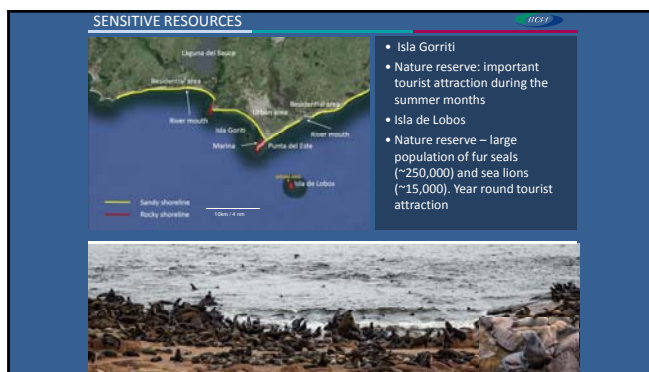 SENSITIVE RESOURCES
ITOPF
Laguna del Sauce
Residential area
Residential area
Urban area
River mouth
River mouth
Isla Goriti
Marina
Punta del Este
Isla de Lobos
Sandy shoreline
Rocky shoreline
10km / 4 nm
• Isla Gorriti
• Nature reserve: important
tourist attraction during the
summer months
• Isla de Lobos
• Nature reserve – large
population of fur seals
(~250,000) and sea lions
(~15,000). Year round tourist
attraction